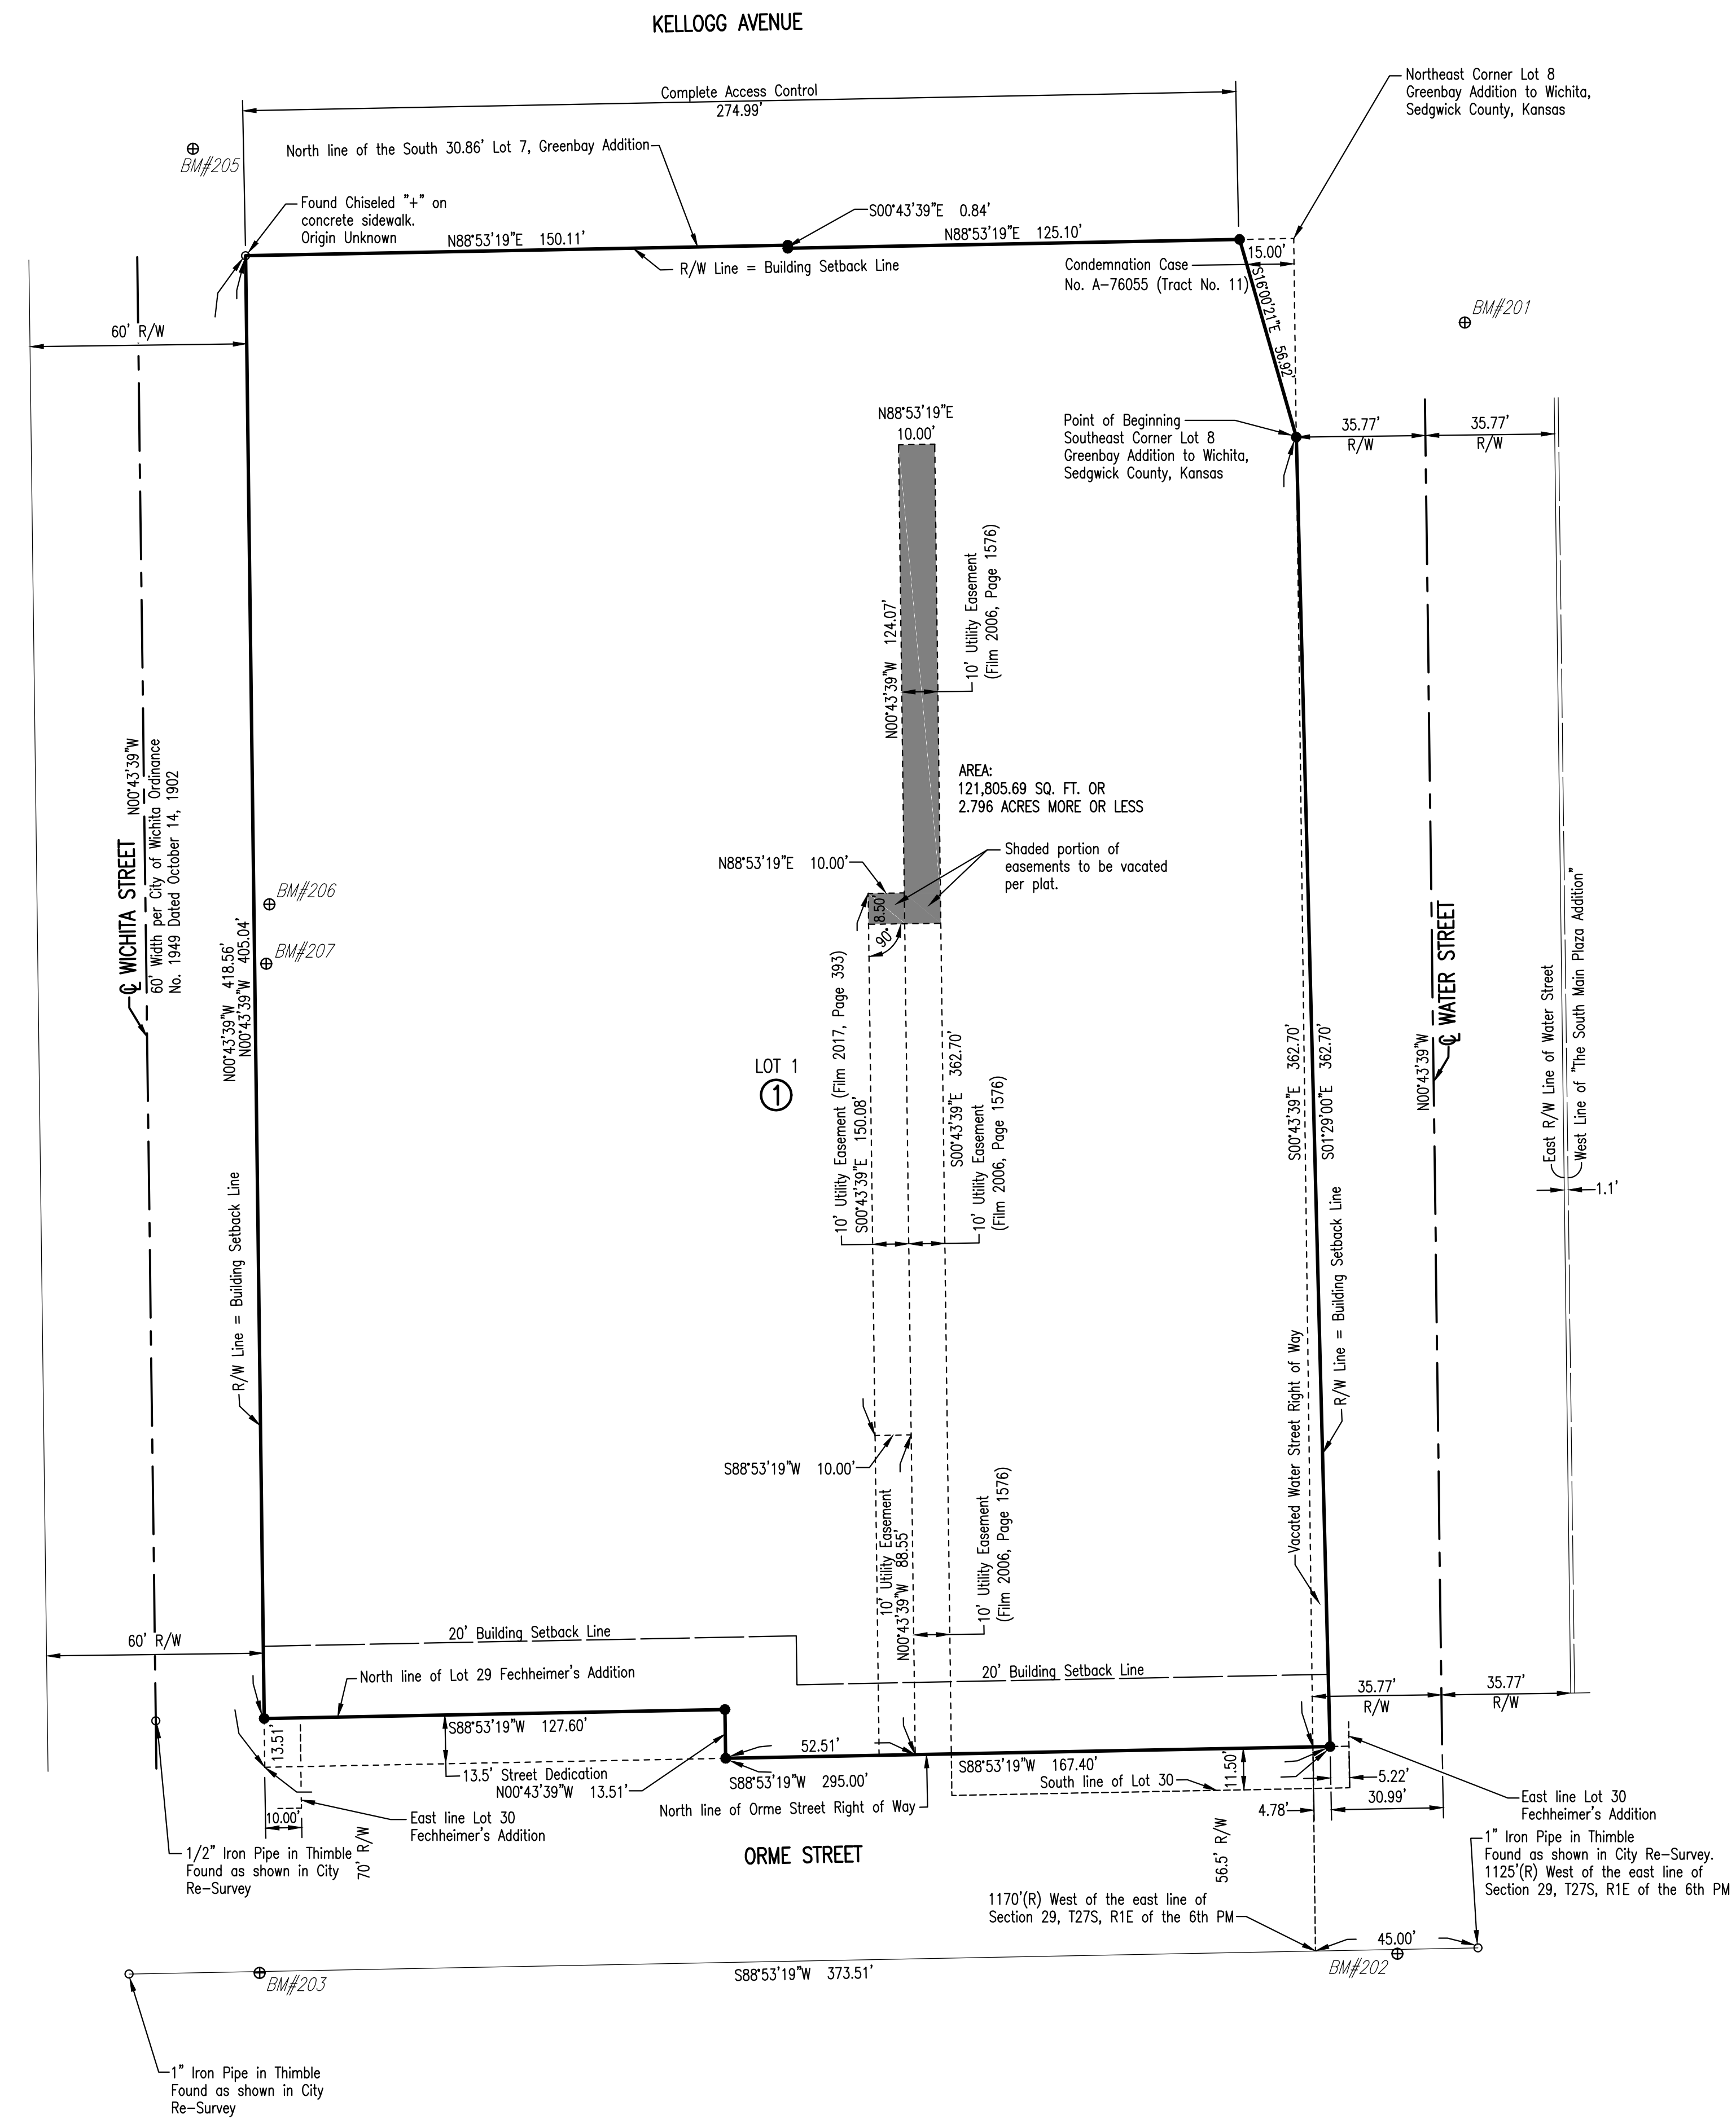 KELLOGG AVENUE
Complete Access Control
274.99'
Northeast Corner Lot 8
Greenbay Addition to Wichita,
Sedgwick County, Kansas
BM#205
North line of the South 30.86' Lot 7, Greenbay Addition
Found Chiseled "+" on
concrete sidewalk.
Origin Unknown
N88°53'19"E 150.11'
S00°43'39"E 0.84'
N88°53'19"E 125.10'
R/W Line = Building Setback Line
15.00'
Condemnation Case
No. A-76055 (Tract No. 11)
S16°00'21"E 56.92'
BM#201
60' R/W
N88°53'19"E
10.00'
Point of Beginning
Southeast Corner Lot 8
Greenbay Addition to Wichita,
Sedgwick County, Kansas
35.77'
R/W
35.77'
R/W
N00°43'39"W 124.07'
10' Utility Easement
(Film 2006, Page 1576)
AREA:
121,805.69 SQ. FT. OR
2.796 ACRES MORE OR LESS
N88°53'19"E 10.00'
Shaded portion of
easements to be vacated
per plat.
8.50'
90°
℄ WICHITA STREET
N00°43'39"W
60' Width per City of Wichita Ordinance
No. 1949 Dated October 14, 1902
BM#206
BM#207
N00°43'39"W 418.56'
N00°43'39"W 405.04'
LOT 1
1
10' Utility Easement (Film 2017, Page 393)
S00°43'39"E 150.08'
S00°43'39"E 362.70'
10' Utility Easement
(Film 2006, Page 1576)
S00°43'39"E 362.70'
S01°29'00"E 362.70'
N00°43'39"W
℄ WATER STREET
East R/W Line of Water Street
West Line of "The South Main Plaza Addition"
1.1'
R/W Line = Building Setback Line
R/W Line = Building Setback Line
Vacated Water Street Right of Way
S88°53'19"W 10.00'
10' Utility Easement
N00°43'39"W 88.55'
10' Utility Easement
(Film 2006, Page 1576)
60' R/W
20' Building Setback Line
20' Building Setback Line
North line of Lot 29 Fechheimer's Addition
35.77'
R/W
35.77'
R/W
13.51'
S88°53'19"W 127.60'
13.5' Street Dedication
N00°43'39"W 13.51'
52.51'
S88°53'19"W 295.00'
S88°53'19"W 167.40'
South line of Lot 30
11.50'
North line of Orme Street Right of Way
5.22'
4.78'
30.99'
East line Lot 30
Fechheimer's Addition
10.00'
East line Lot 30
Fechheimer's Addition
70' R/W
1/2" Iron Pipe in Thimble
Found as shown in City
Re-Survey
ORME STREET
56.5' R/W
1" Iron Pipe in Thimble
Found as shown in City Re-Survey.
1125'(R) West of the east line of
Section 29, T27S, R1E of the 6th PM
1170'(R) West of the east line of
Section 29, T27S, R1E of the 6th PM
45.00'
BM#202
BM#203
S88°53'19"W 373.51'
1" Iron Pipe in Thimble
Found as shown in City
Re-Survey